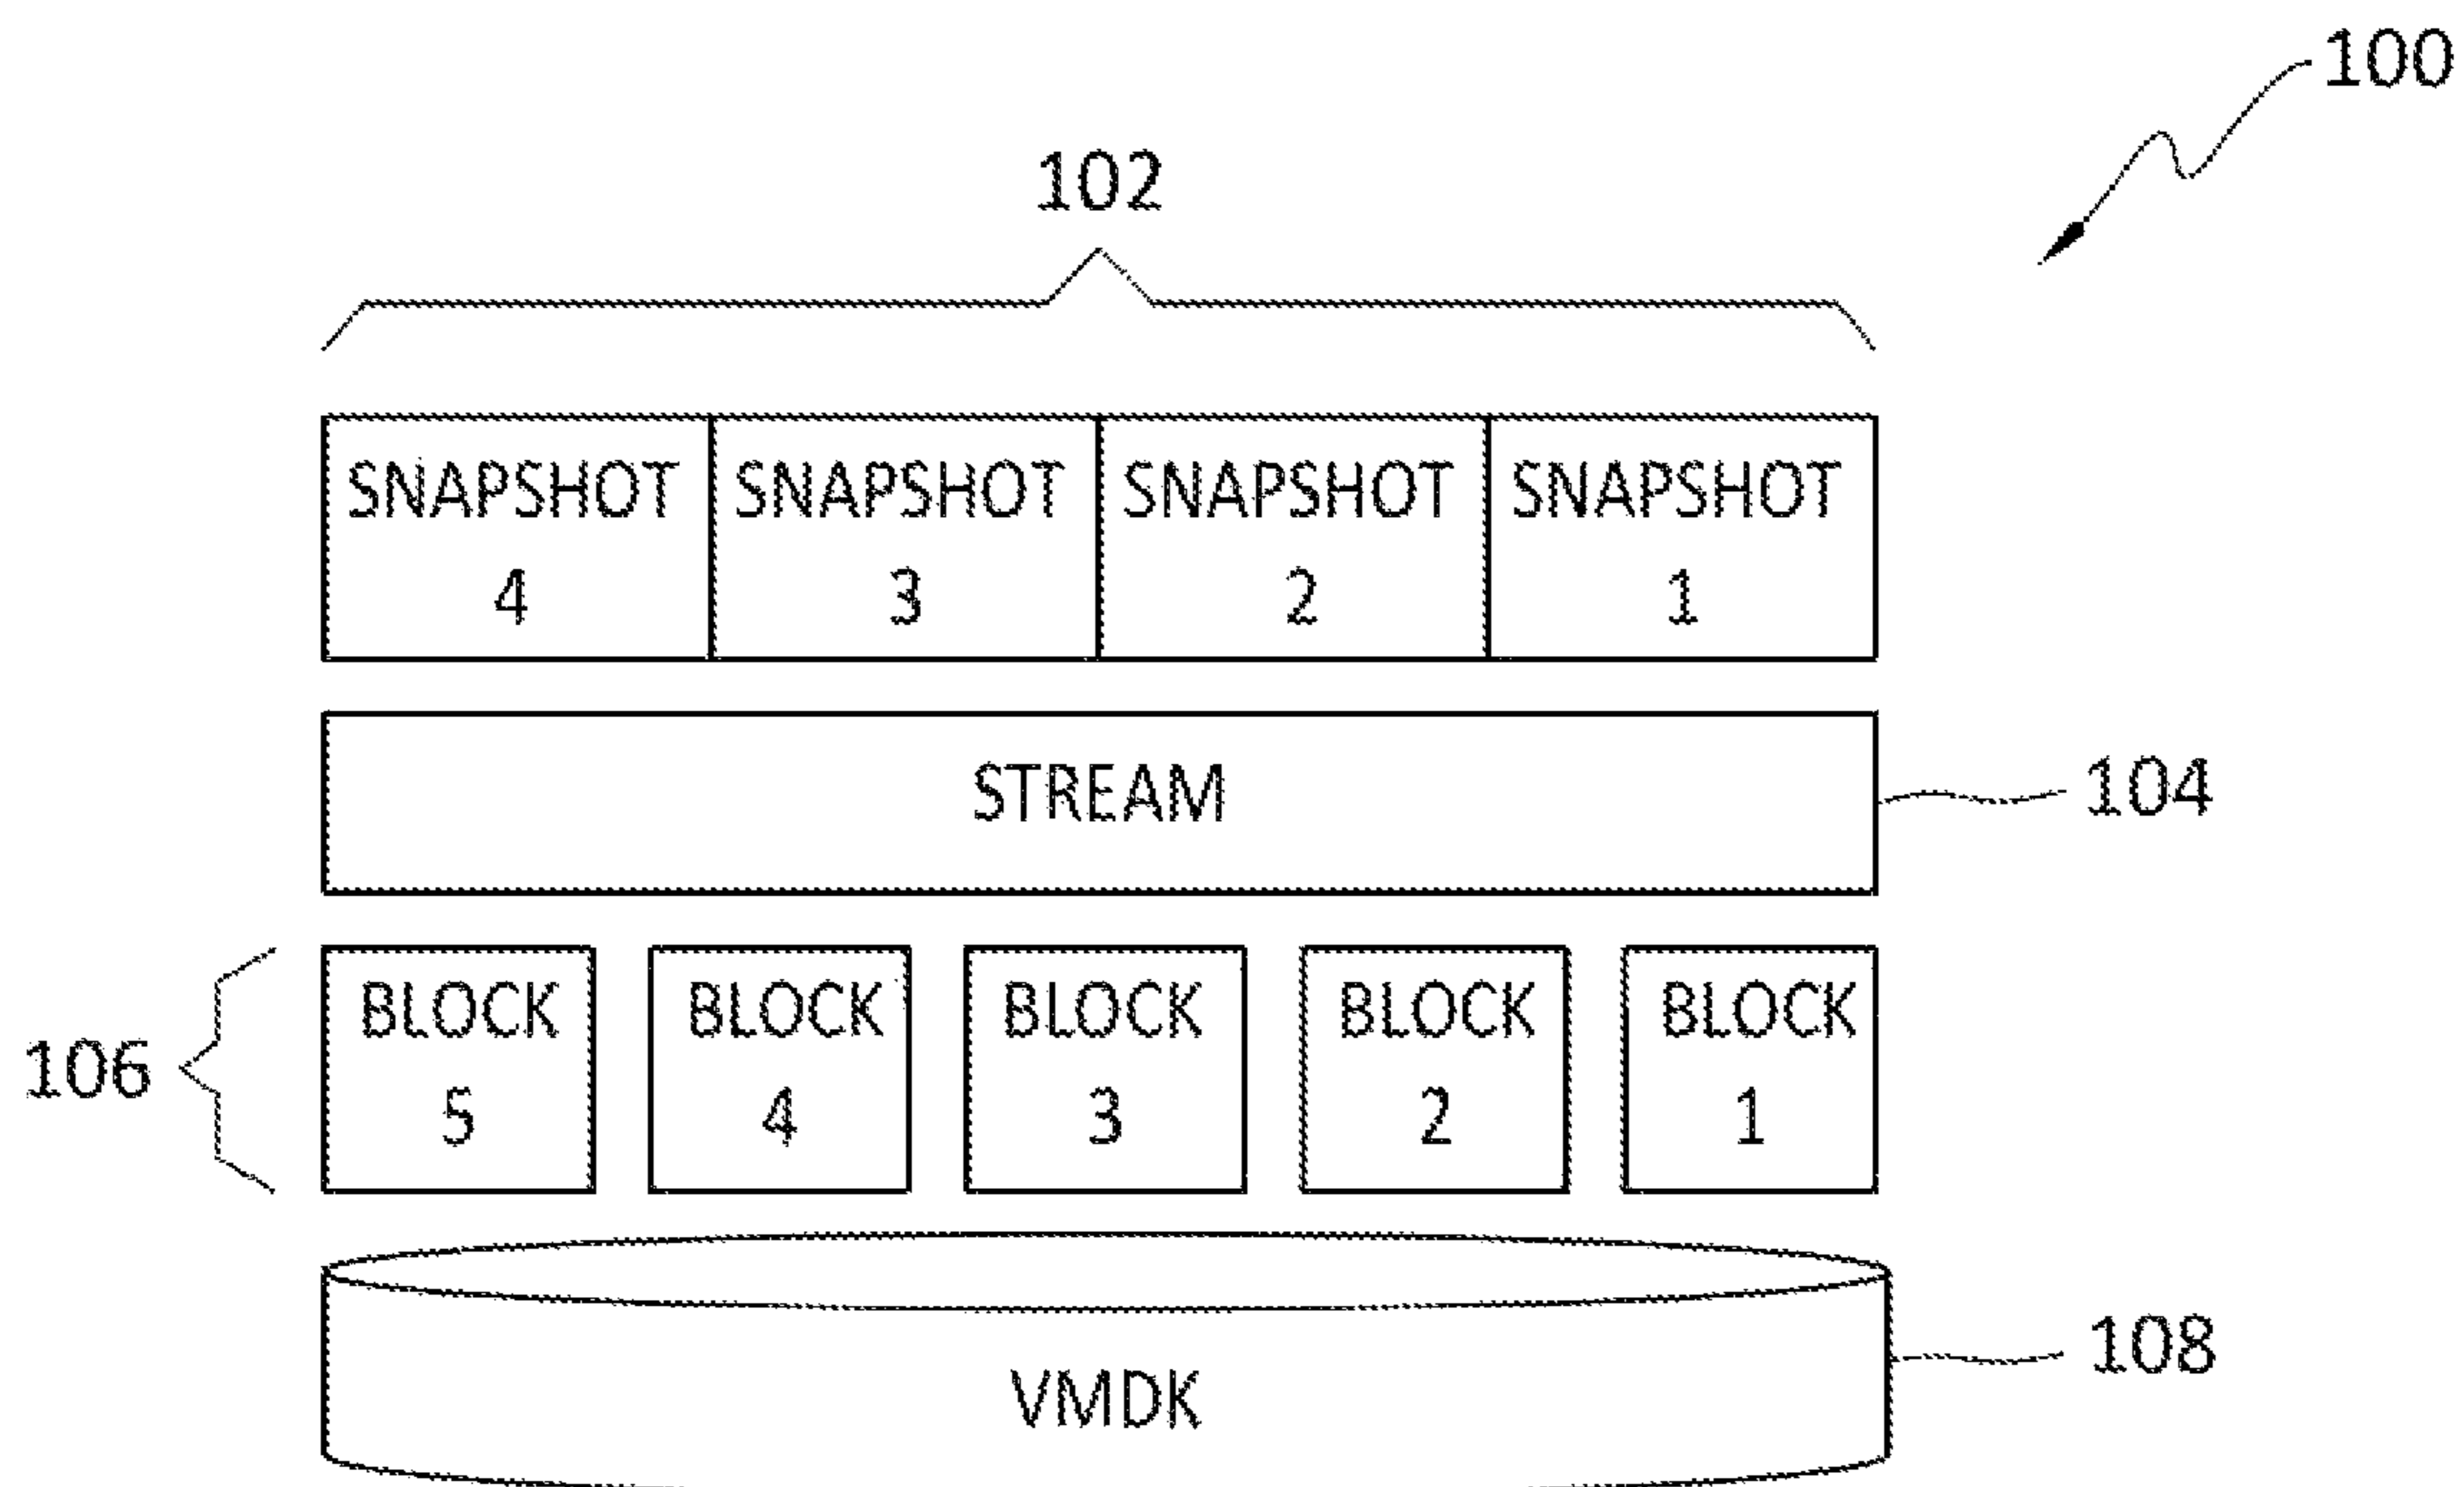 100
102
SNAPSHOT SNAPSHOT SNAPSHOT SNAPSHOT
4 3 2 1
STREAM
104
BLOCK BLOCK BLOCK BLOCK BLOCK
106
5 4 3 2 1
108
VMDK